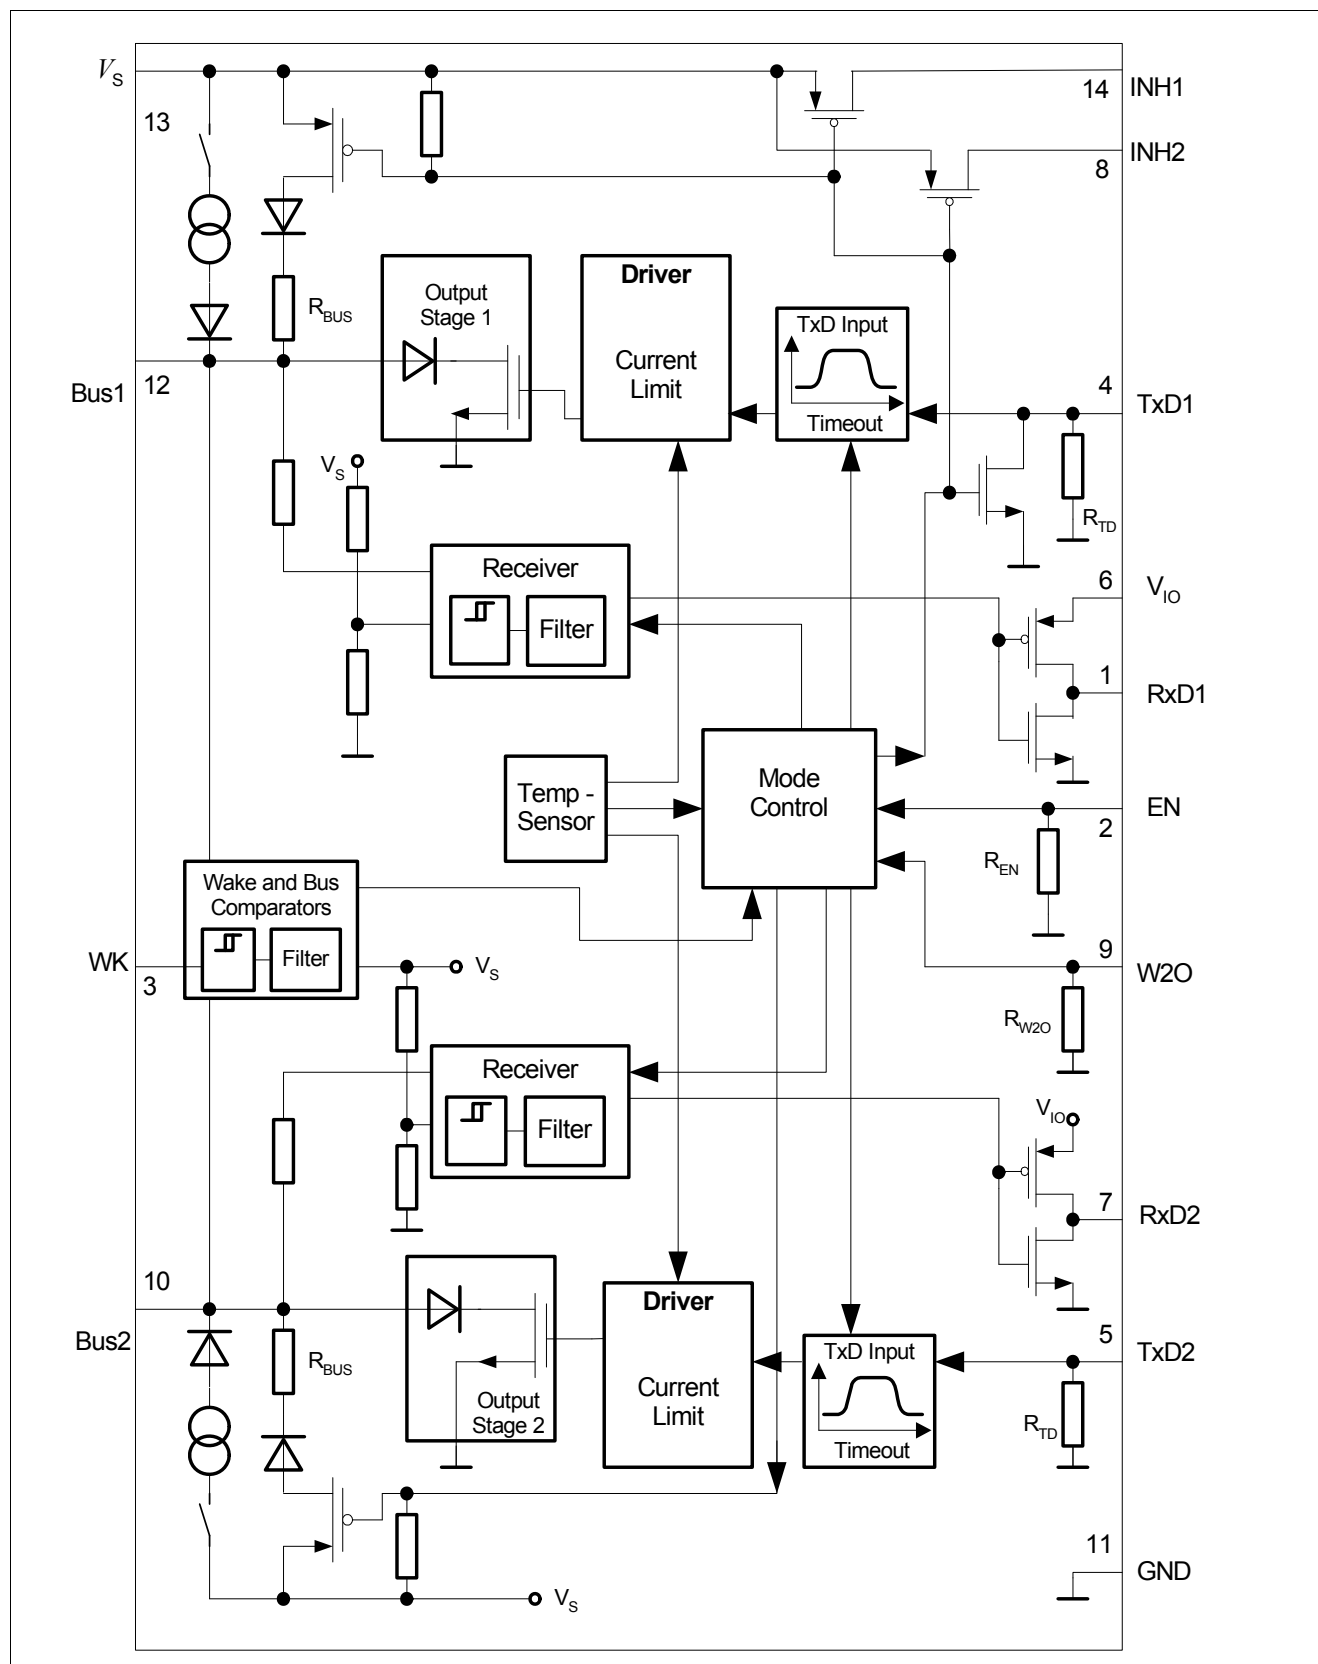 VS
13
14
INH1
INH2
8
RBUS
Output
Stage 1
Driver
Current
Limit
TxD Input
Timeout
12
Bus1
4
TxD1
VS
RTD
Receiver
Filter
6
VIO
1
RxD1
Temp -
Sensor
Mode
Control
EN
2
REN
Wake and Bus
Comparators
Filter
WK
3
VS
9
W2O
RW2O
Receiver
Filter
VIO
7
RxD2
10
Bus2
RBUS
Output
Stage 2
Driver
Current
Limit
TxD Input
Timeout
5
TxD2
RTD
11
GND
VS